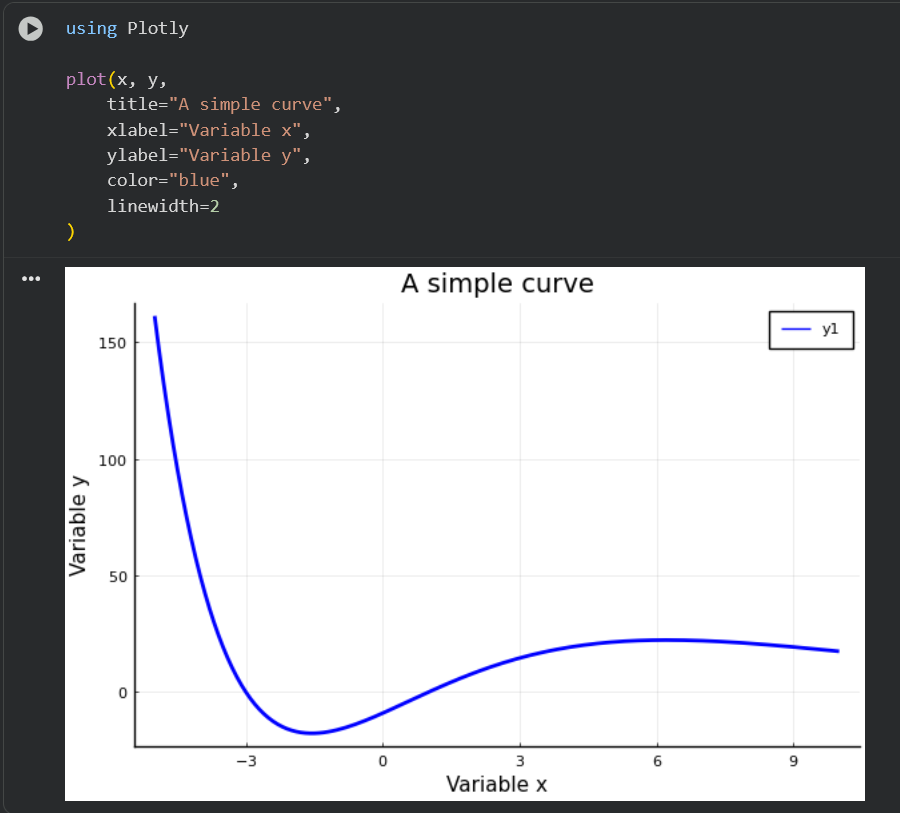 using Plotly
plot(x, y,
    title="A simple curve",
    xlabel="Variable x",
    ylabel="Variable y",
    color="blue",
    linewidth=2
)
A simple curve
y1
150
100
50
0
Variable y
−3 0 3 6 9
Variable x